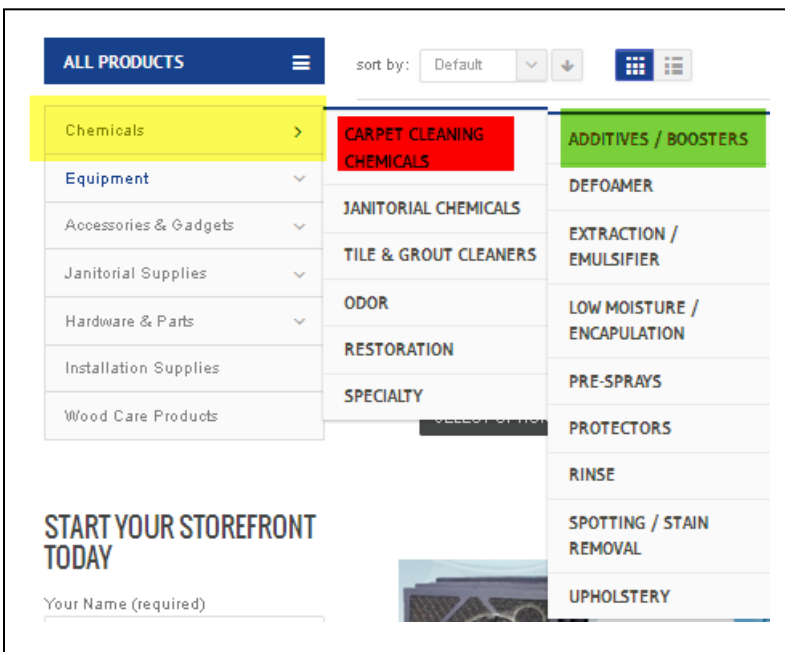 ALL PRODUCTS
sort by:
Default
Chemicals
Equipment
Accessories & Gadgets
Janitorial Supplies
Hardware & Parts
Installation Supplies
Wood Care Products
CARPET CLEANING
CHEMICALS
JANITORIAL CHEMICALS
TILE & GROUT CLEANERS
ODOR
RESTORATION
SPECIALTY
ADDITIVES / BOOSTERS
DEFOAMER
EXTRACTION /
EMULSIFIER
LOW MOISTURE /
ENCAPULATION
PRE-SPRAYS
PROTECTORS
RINSE
SPOTTING / STAIN
REMOVAL
UPHOLSTERY
START YOUR STOREFRONT
TODAY
Your Name (required)